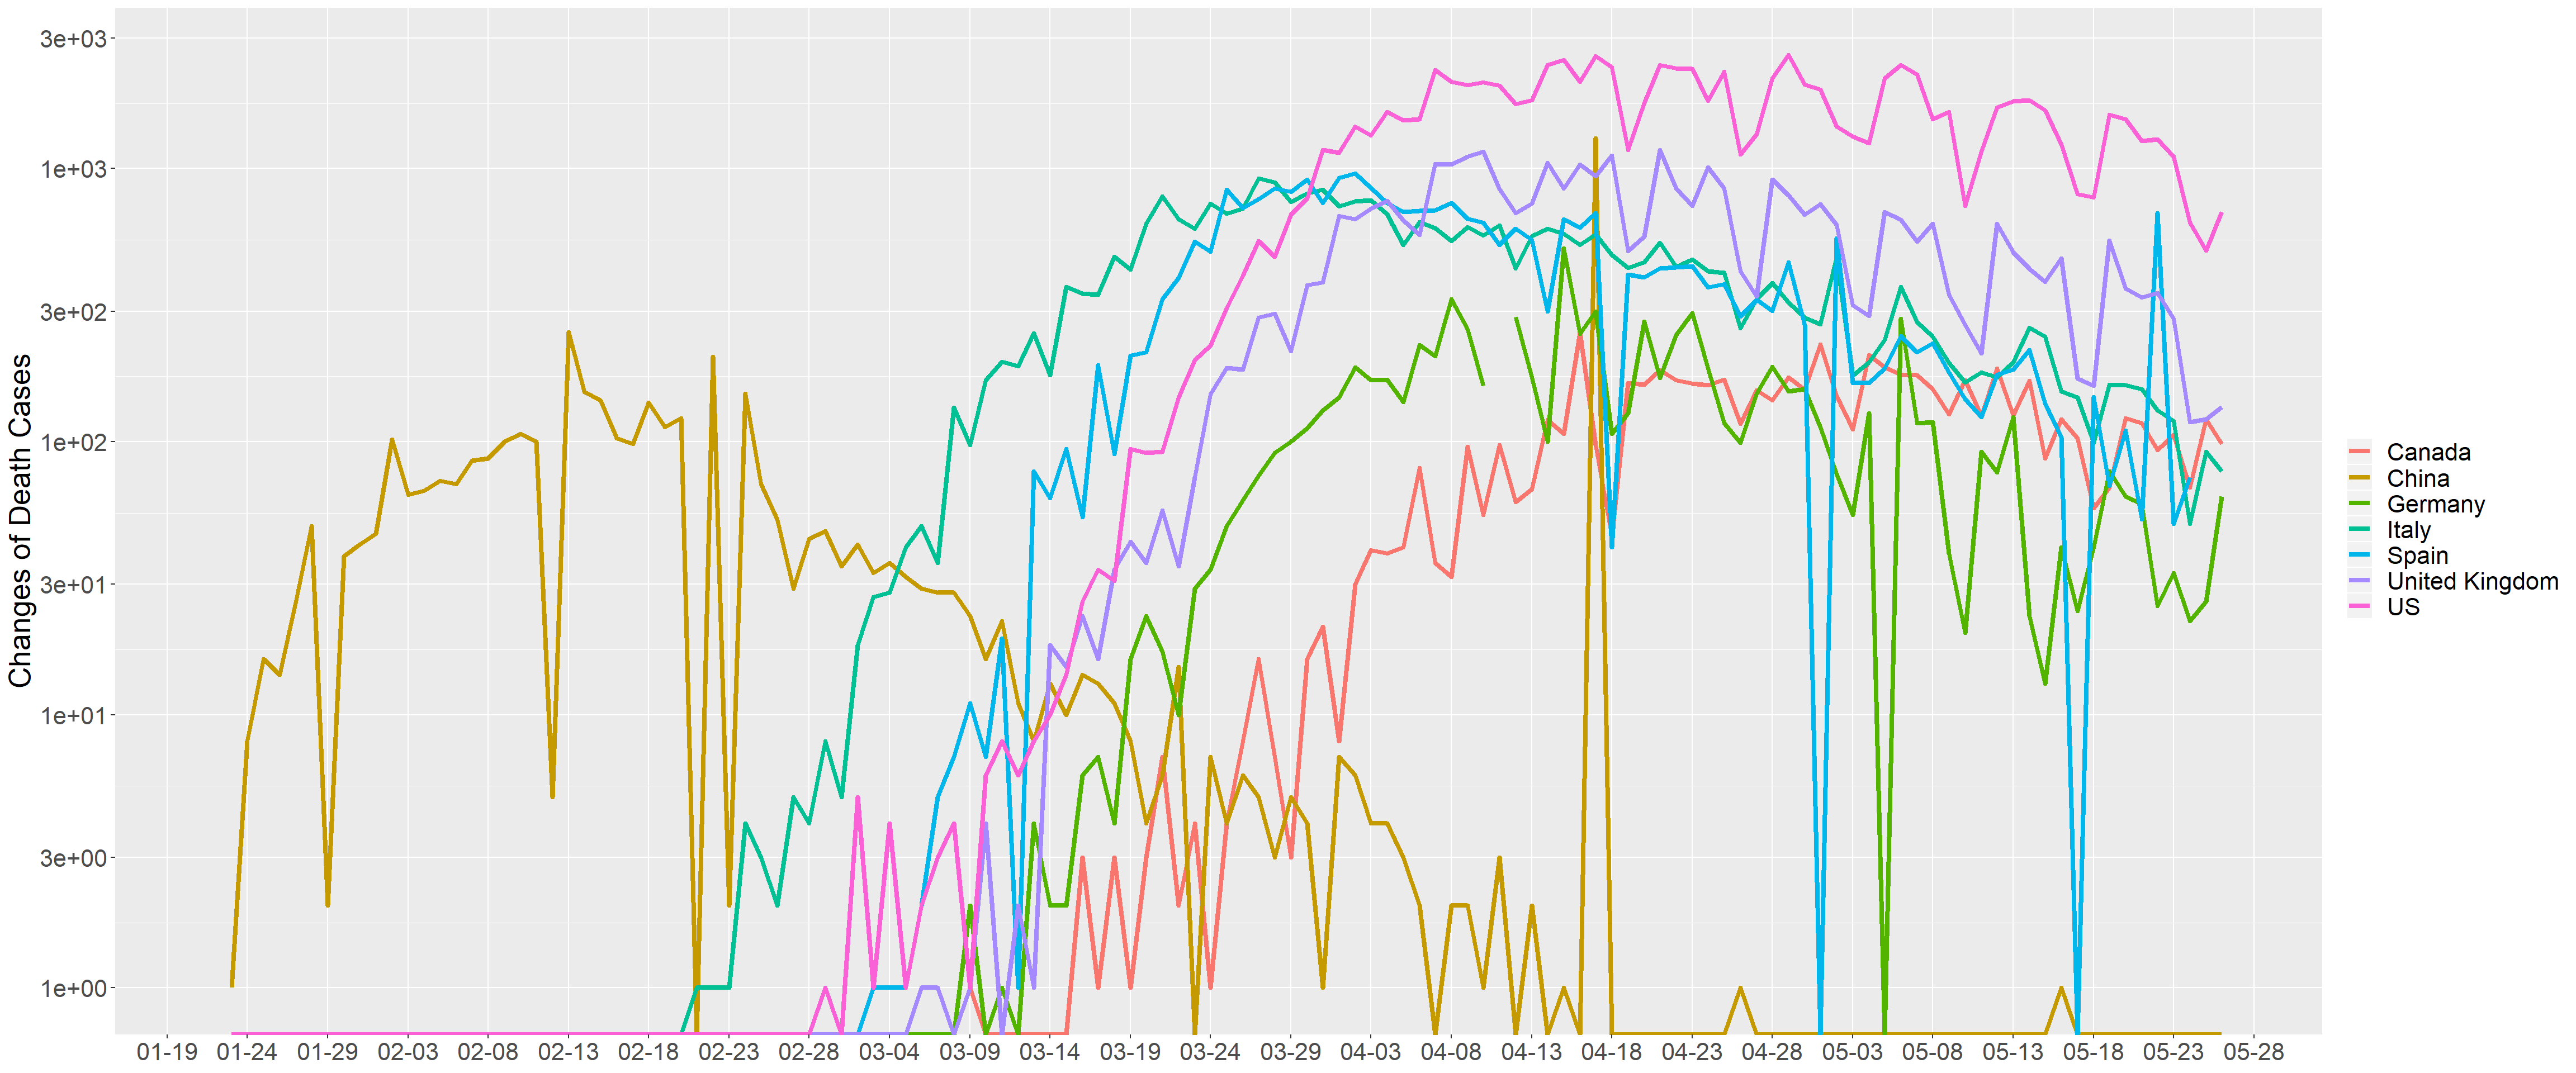 Changes of Death Cases
3e+03
1e+03
3e+02
1e+02
3e+01
1e+01
3e+00
1e+00
01-19 01-24 01-29 02-03 02-08 02-13 02-18 02-23 02-28 03-04 03-09 03-14 03-19 03-24 03-29 04-03 04-08 04-13 04-18 04-23 04-28 05-03 05-08 05-13 05-18 05-23 05-28
Canada
China
Germany
Italy
Spain
United Kingdom
US